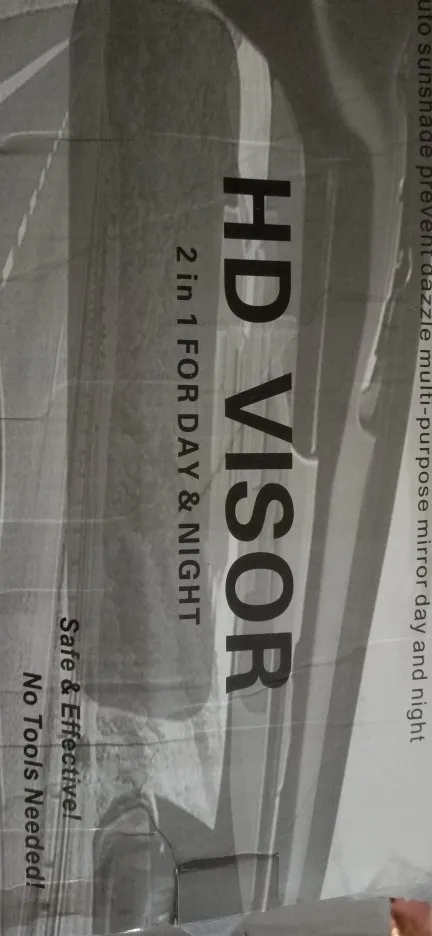 uto sunshade prevent dazzle multi-purpose mirror day and night
HD VISOR
2 in 1 FOR DAY & NIGHT
Safe & Effective!
No Tools Needed!